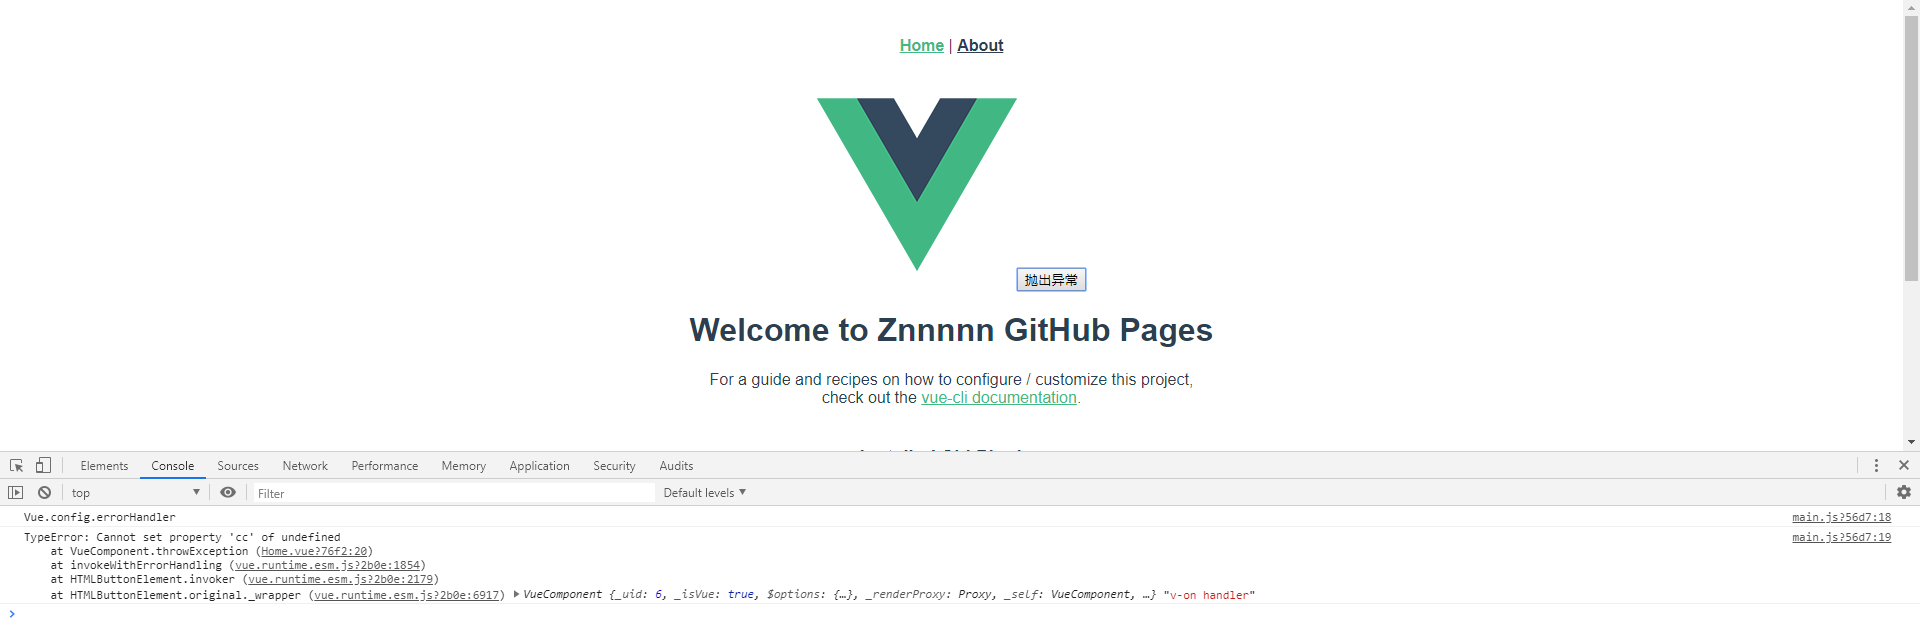 Home | About
抛出异常
Welcome to Znnnnn GitHub Pages
For a guide and recipes on how to configure / customize this project,
check out the vue-cli documentation.
Elements Console Sources Network Performance Memory Application Security Audits
top Filter Default levels
Vue.config.errorHandler main.js?56d7:18
TypeError: Cannot set property 'cc' of undefined main.js?56d7:19
at VueComponent.throwException (Home.vue?76f2:20)
at invokeWithErrorHandling (vue.runtime.esm.js?2b0e:1854)
at HTMLButtonElement.invoker (vue.runtime.esm.js?2b0e:2179)
at HTMLButtonElement.original._wrapper (vue.runtime.esm.js?2b0e:6917) VueComponent {_uid: 6, _isVue: true, $options: {…}, _renderProxy: Proxy, _self: VueComponent, …} "v-on handler"